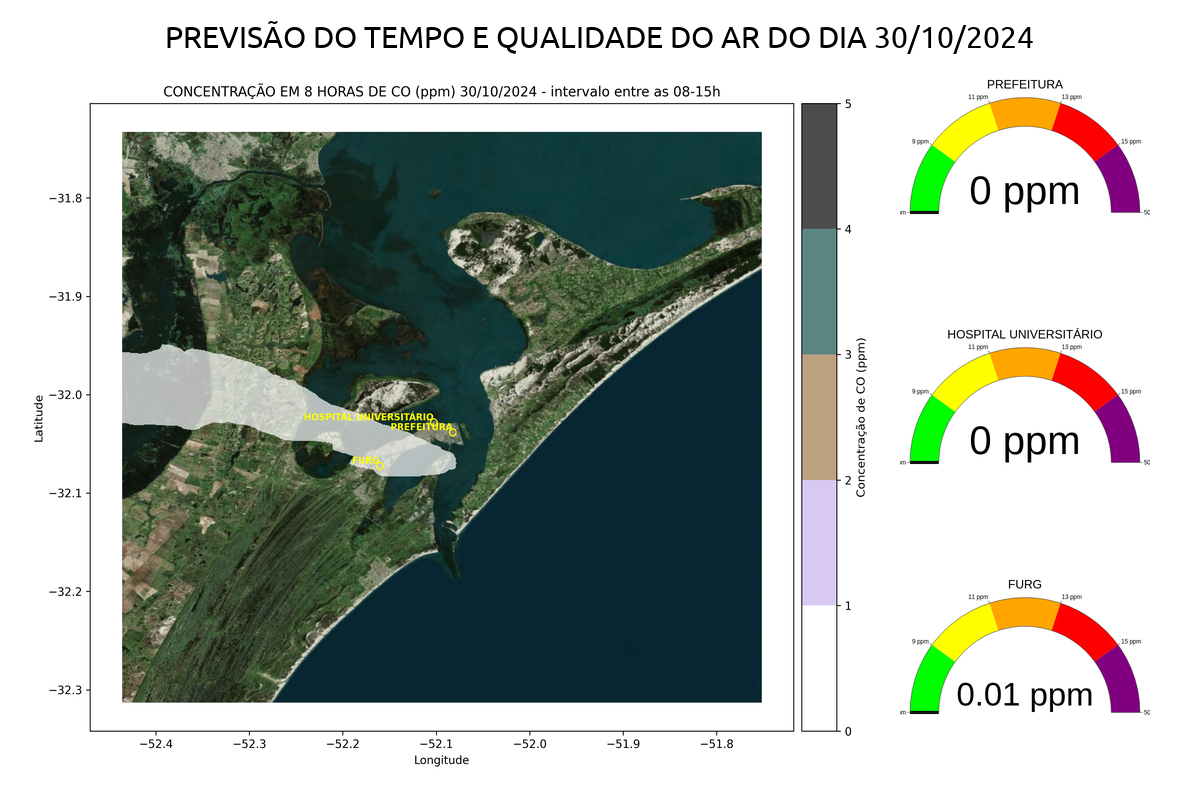 PREVISÃO DO TEMPO E QUALIDADE DO AR DO DIA 30/10/2024
CONCENTRAÇÃO EM 8 HORAS DE CO (ppm) 30/10/2024 - intervalo entre as 08-15h
−31.8
−31.9
−32.0
−32.1
−32.2
−32.3
Latitude
−52.4
−52.3
−52.2
−52.1
−52.0
−51.9
−51.8
Longitude
HOSPITAL UNIVERSITÁRIO
PREFEITURA
FURG
5
4
3
2
1
0
Concentração de CO (ppm)
PREFEITURA
11 ppm
13 ppm
9 ppm
15 ppm
0 ppm
m
50
HOSPITAL UNIVERSITÁRIO
11 ppm
13 ppm
9 ppm
15 ppm
0 ppm
m
50
FURG
11 ppm
13 ppm
9 ppm
15 ppm
0.01 ppm
m
50